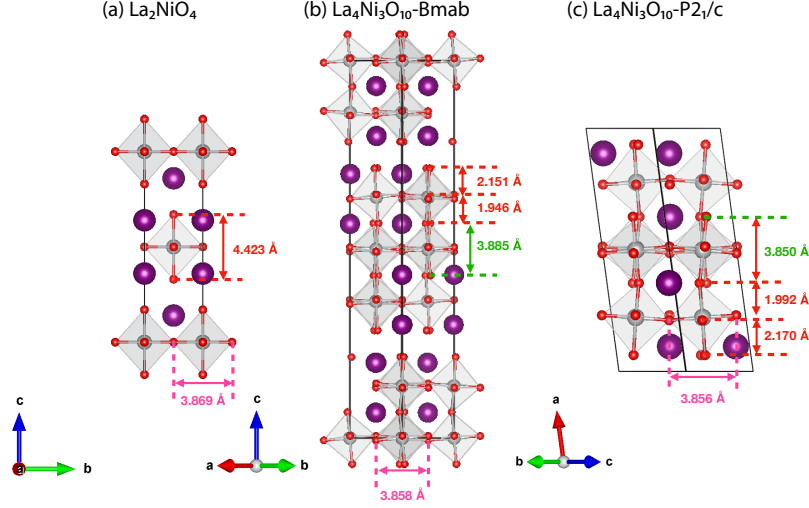 (a) La₂NiO₄
(b) La₄Ni₃O₁₀-Bmab
(c) La₄Ni₃O₁₀-P2₁/c
4.423 Å
3.869 Å
c
a
b
2.151 Å
1.946 Å
3.885 Å
3.858 Å
c
a
b
3.850 Å
1.992 Å
2.170 Å
3.856 Å
a
b
c